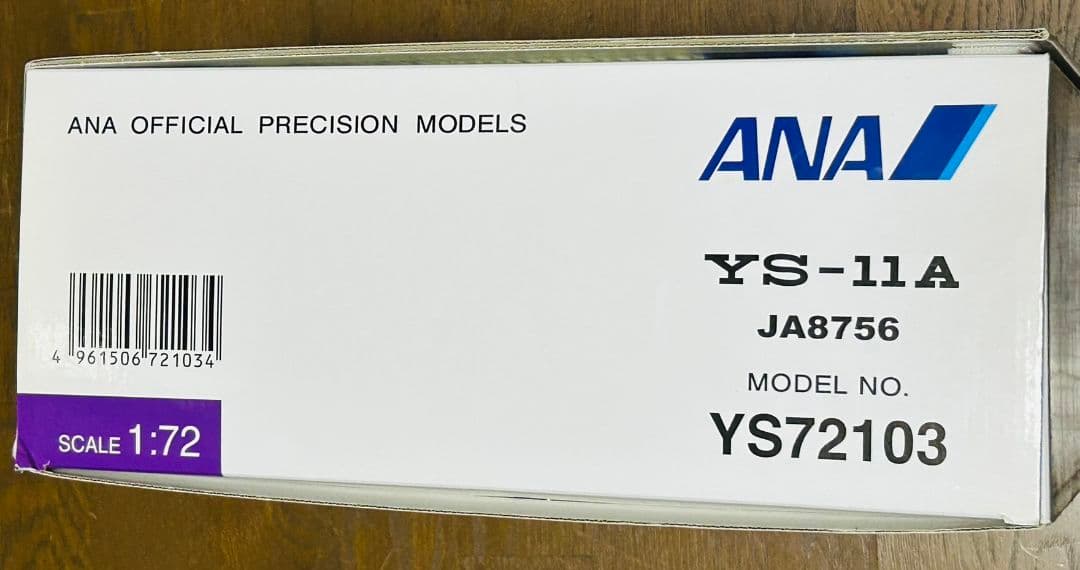 ANA OFFICIAL PRECISION MODELS
ANA
YS-11A
JA8756
MODEL NO.
YS72103
4 961506 721034
SCALE 1:72